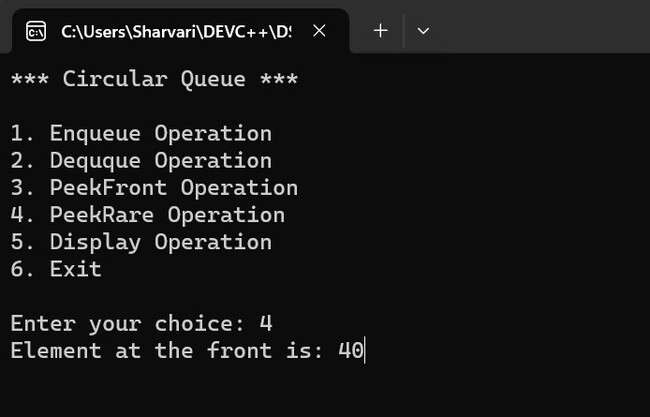 C:\Users\Sharvari\DEVC++\DS
*** Circular Queue ***
1. Enqueue Operation
2. Dequque Operation
3. PeekFront Operation
4. PeekRare Operation
5. Display Operation
6. Exit
Enter your choice: 4
Element at the front is: 40